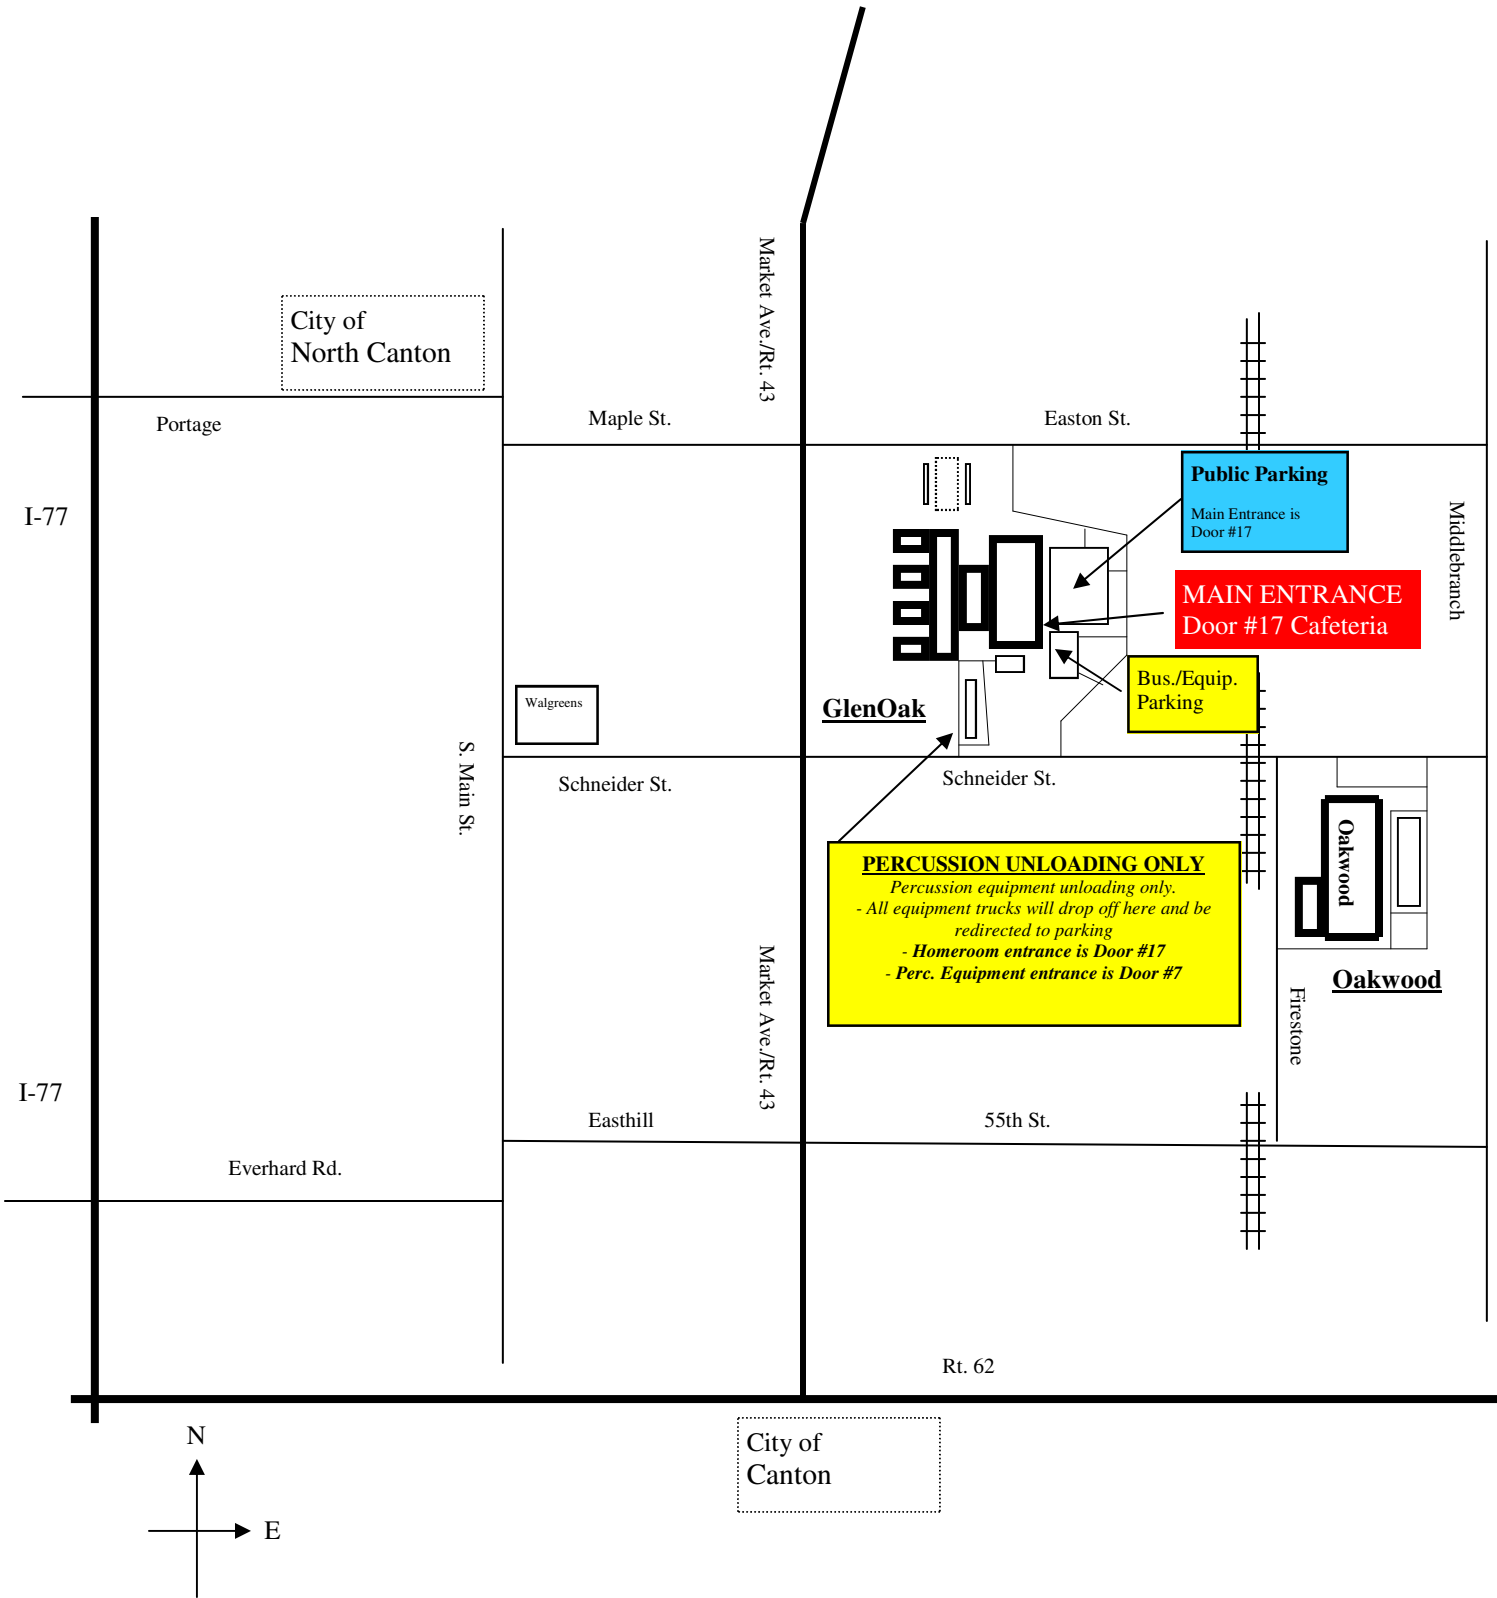 City of
North Canton
Market Ave./Rt. 43
Portage
Maple St.
Easton St.
I-77
Public Parking
Main Entrance is
Door #17
Middlebranch
MAIN ENTRANCE
Door #17 Cafeteria
Bus./Equip.
Parking
Walgreens
GlenOak
S. Main St.
Schneider St.
Schneider St.
Oakwood
PERCUSSION UNLOADING ONLY
Percussion equipment unloading only.
- All equipment trucks will drop off here and be
redirected to parking
- Homeroom entrance is Door #17
- Perc. Equipment entrance is Door #7
Oakwood
Market Ave./Rt. 43
Firestone
I-77
Easthill
55th St.
Everhard Rd.
Rt. 62
City of
Canton
N
E